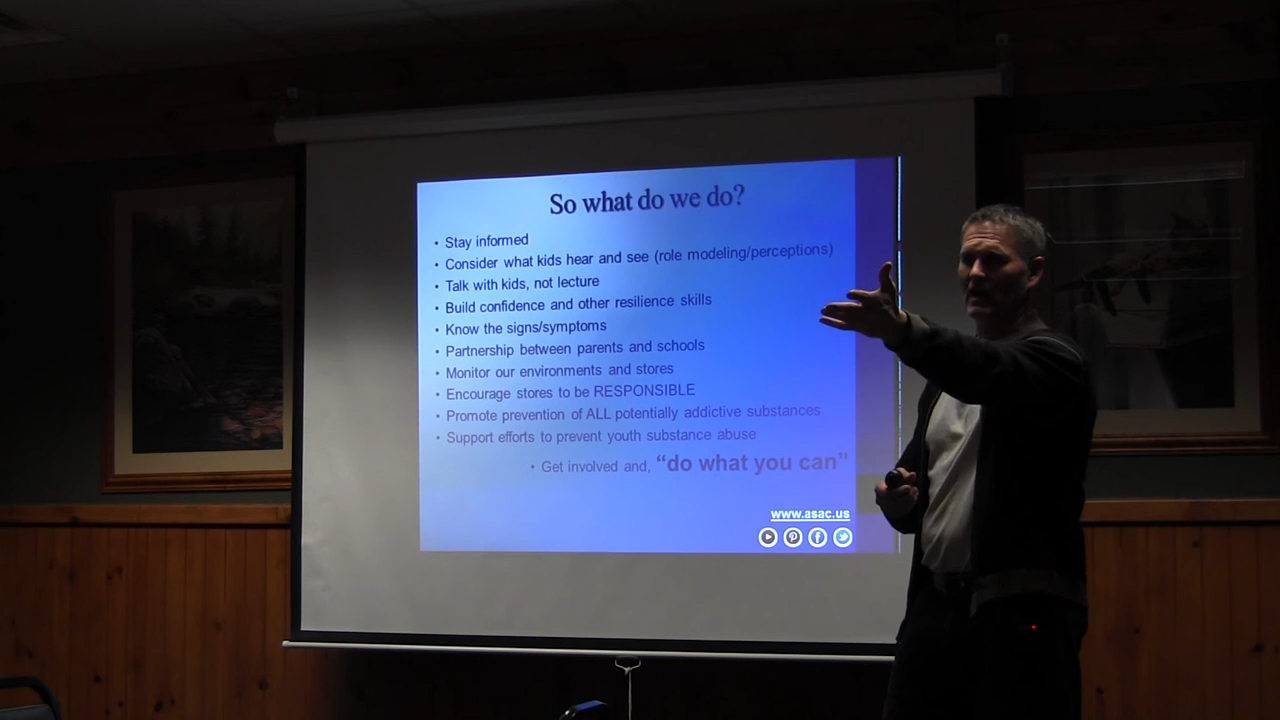 So what do we do?
• Stay informed
• Consider what kids hear and see (role modeling/perceptions)
• Talk with kids, not lecture
• Build confidence and other resilience skills
• Know the signs/symptoms
• Partnership between parents and schools
• Monitor our environments and stores
• Encourage stores to be RESPONSIBLE
• Promote prevention of ALL potentially addictive substances
• Support efforts to prevent youth substance abuse
• Get involved and, “do what you can”
www.asac.us